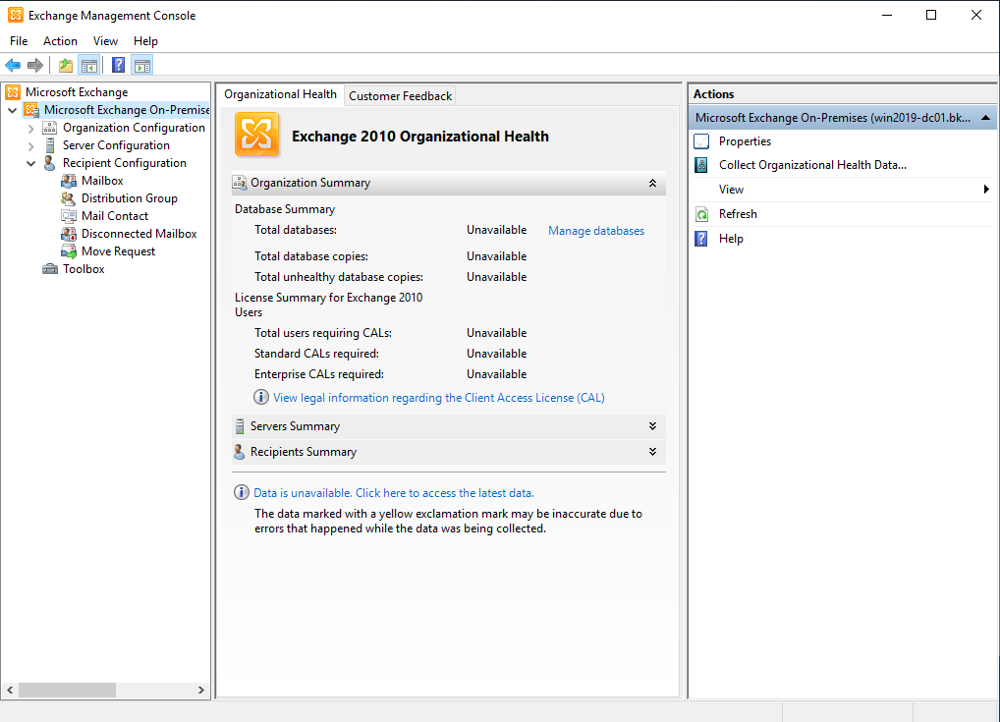 Exchange Management Console
File Action View Help
Microsoft Exchange
Microsoft Exchange On-Premise
Organization Configuration
Server Configuration
Recipient Configuration
Mailbox
Distribution Group
Mail Contact
Disconnected Mailbox
Move Request
Toolbox
Organizational Health Customer Feedback
Exchange 2010 Organizational Health
Organization Summary
Database Summary
Total databases: Unavailable Manage databases
Total database copies: Unavailable
Total unhealthy database copies: Unavailable
License Summary for Exchange 2010
Users
Total users requiring CALs: Unavailable
Standard CALs required: Unavailable
Enterprise CALs required: Unavailable
View legal information regarding the Client Access License (CAL)
Servers Summary
Recipients Summary
Data is unavailable. Click here to access the latest data.
The data marked with a yellow exclamation mark may be inaccurate due to
errors that happened while the data was being collected.
Actions
Microsoft Exchange On-Premises (win2019-dc01.bk...
Properties
Collect Organizational Health Data...
View
Refresh
Help